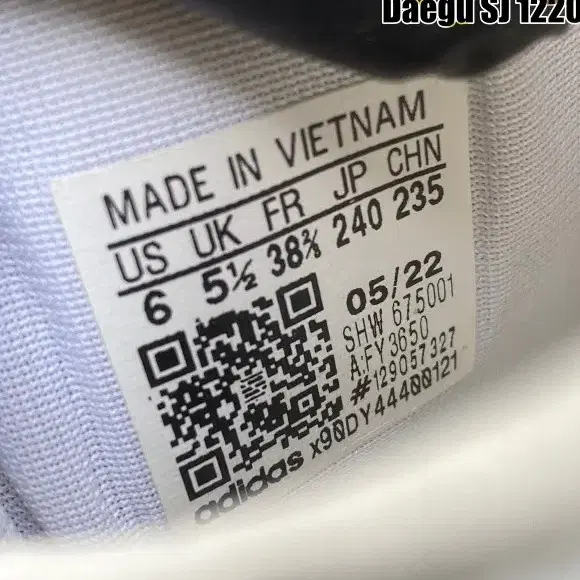 Daegu SJ 1220
MADE IN VIETNAM
US UK FR JP CHN
6 5½ 38⅔ 240 235
05/22
SHW 675001
A:FY3650
#129057327
adidas x90DY44400121